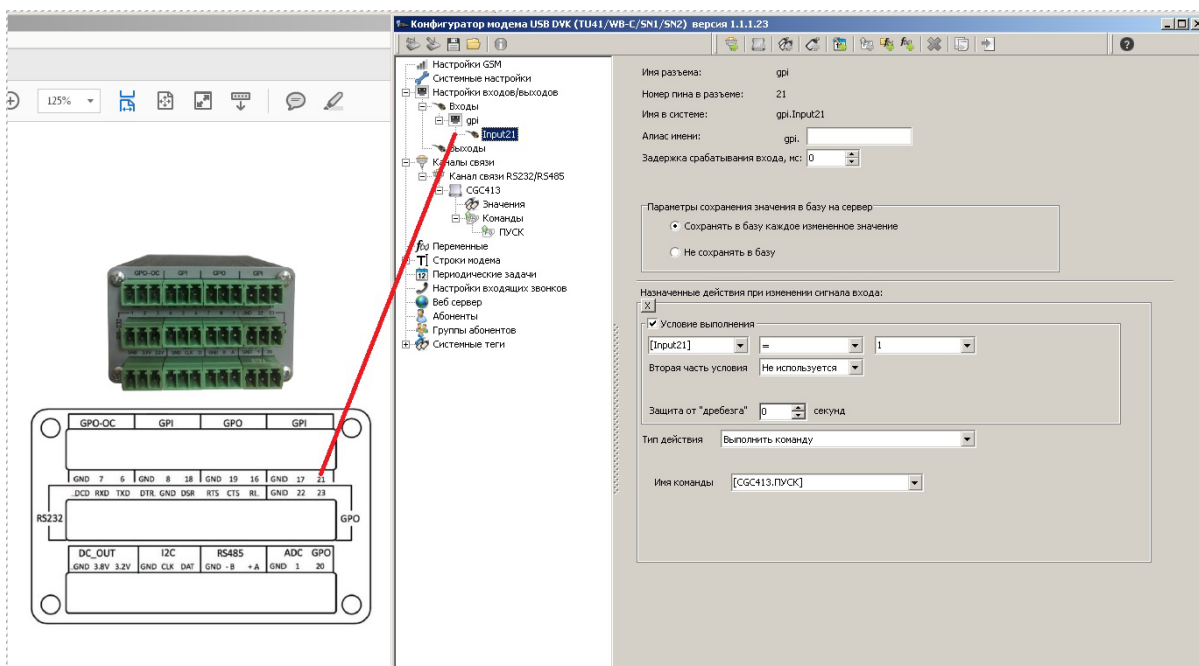 Конфигуратор модема USB DVK (TU41/WB-C/SN1/SN2) версия 1.1.1.23
125%
Настройки GSM
Системные настройки
Настройки входов/выходов
Входы
gpi
Input21
Выходы
Каналы связи
Канал связи RS232/RS485
CGC413
Значения
Команды
ПУСК
f(x) Переменные
T Строки модема
12 Периодические задачи
Настройки входящих звонков
Веб сервер
Абоненты
Группы абонентов
Системные теги
Имя разъема: gpi
Номер пина в разъеме: 21
Имя в системе: gpi.Input21
Алиас имени: gpi.
Задержка срабатывания входа, мс: 0
Параметры сохранения значения в базу на сервер
Сохранять в базу каждое измененное значение
Не сохранять в базу
Назначенные действия при изменении сигнала входа:
X
Условие выполнения
[Input21] = 1
Вторая часть условия Не используется
Защита от "дребезга" 0 секунд
Тип действия Выполнить команду
Имя команды [CGC413.ПУСК]
GPO-OC GPI GPO GPI
GPO-OC GPI GPO GPI
GND 7 6 GND 8 18 GND 19 16 GND 17 21
DCD RXD TXD DTR GND DSR RTS CTS RI GND 22 23
RS232 GPO
DC_OUT I2C RS485 ADC GPO
GND 3.8V 3.2V GND CLK DAT GND - B + A GND 1 20